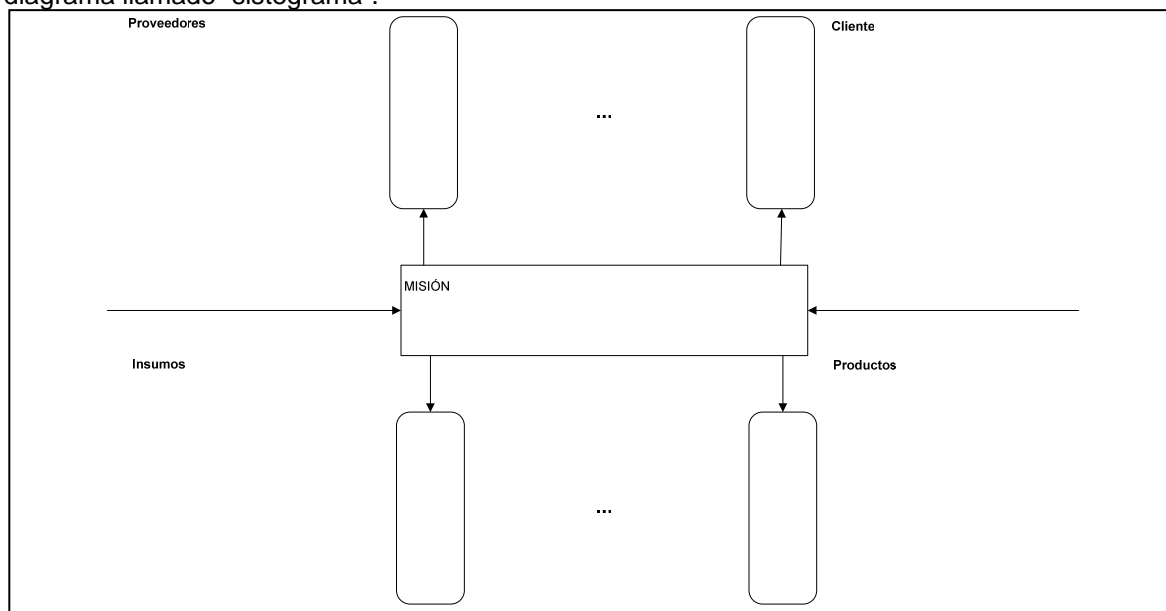 diagrama llamado "sistograma".
Proveedores
Cliente
...
MISIÓN
Insumos
Productos
...